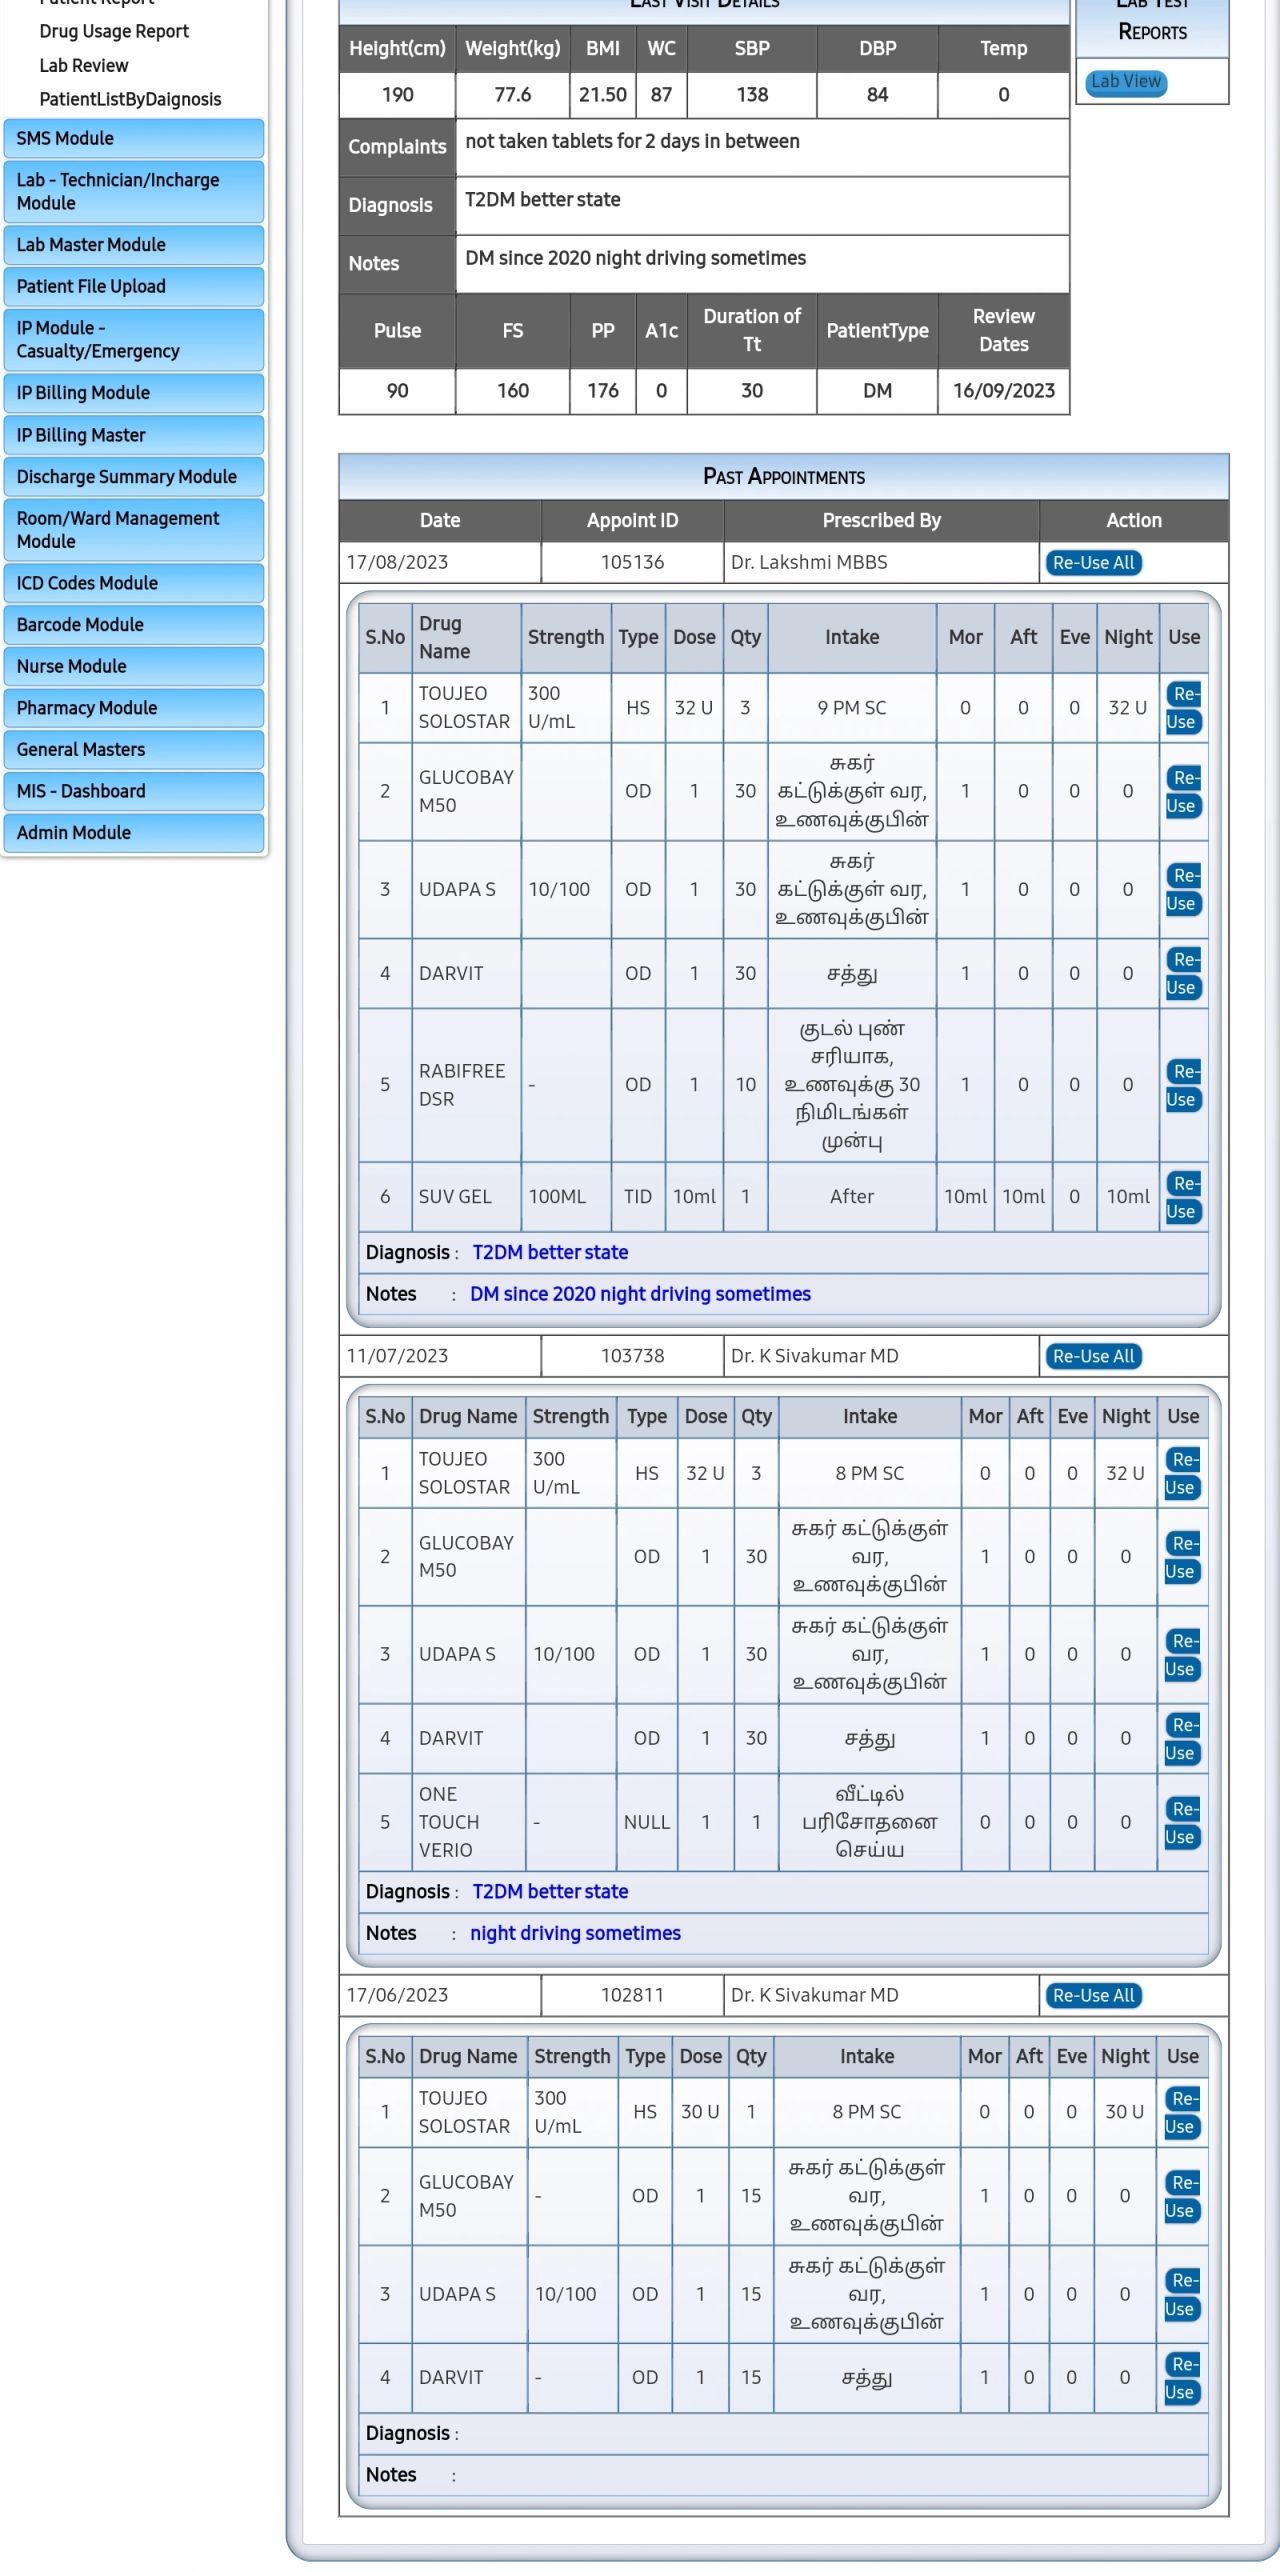 Patient Report
Drug Usage Report
Lab Review
PatientListByDaignosis
SMS Module
Lab - Technician/Incharge
Module
Lab Master Module
Patient File Upload
IP Module -
Casualty/Emergency
IP Billing Module
IP Billing Master
Discharge Summary Module
Room/Ward Management
Module
ICD Codes Module
Barcode Module
Nurse Module
Pharmacy Module
General Masters
MIS - Dashboard
Admin Module
Last Visit Details
Height(cm) Weight(kg) BMI WC SBP DBP Temp
190 77.6 21.50 87 138 84 0
Complaints not taken tablets for 2 days in between
Diagnosis T2DM better state
Notes DM since 2020 night driving sometimes
Pulse FS PP A1c Duration of Tt PatientType Review Dates
90 160 176 0 30 DM 16/09/2023
Lab Test
Reports
Lab View
Past Appointments
Date Appoint ID Prescribed By Action
17/08/2023 105136 Dr. Lakshmi MBBS Re-Use All
S.No Drug Name Strength Type Dose Qty Intake Mor Aft Eve Night Use
1 TOUJEO SOLOSTAR 300 U/mL HS 32 U 3 9 PM SC 0 0 0 32 U Re-Use
2 GLUCOBAY M50 OD 1 30 சுகர் கட்டுக்குள் வர, உணவுக்குபின் 1 0 0 0 Re-Use
3 UDAPA S 10/100 OD 1 30 சுகர் கட்டுக்குள் வர, உணவுக்குபின் 1 0 0 0 Re-Use
4 DARVIT OD 1 30 சத்து 1 0 0 0 Re-Use
5 RABIFREE DSR - OD 1 10 குடல் புண் சரியாக, உணவுக்கு 30 நிமிடங்கள் முன்பு 1 0 0 0 Re-Use
6 SUV GEL 100ML TID 10ml 1 After 10ml 10ml 0 10ml Re-Use
Diagnosis : T2DM better state
Notes : DM since 2020 night driving sometimes
11/07/2023 103738 Dr. K Sivakumar MD Re-Use All
S.No Drug Name Strength Type Dose Qty Intake Mor Aft Eve Night Use
1 TOUJEO SOLOSTAR 300 U/mL HS 32 U 3 8 PM SC 0 0 0 32 U Re-Use
2 GLUCOBAY M50 OD 1 30 சுகர் கட்டுக்குள் வர, உணவுக்குபின் 1 0 0 0 Re-Use
3 UDAPA S 10/100 OD 1 30 சுகர் கட்டுக்குள் வர, உணவுக்குபின் 1 0 0 0 Re-Use
4 DARVIT OD 1 30 சத்து 1 0 0 0 Re-Use
5 ONE TOUCH VERIO - NULL 1 1 வீட்டில் பரிசோதனை செய்ய 0 0 0 0 Re-Use
Diagnosis : T2DM better state
Notes : night driving sometimes
17/06/2023 102811 Dr. K Sivakumar MD Re-Use All
S.No Drug Name Strength Type Dose Qty Intake Mor Aft Eve Night Use
1 TOUJEO SOLOSTAR 300 U/mL HS 30 U 1 8 PM SC 0 0 0 30 U Re-Use
2 GLUCOBAY M50 - OD 1 15 சுகர் கட்டுக்குள் வர, உணவுக்குபின் 1 0 0 0 Re-Use
3 UDAPA S 10/100 OD 1 15 சுகர் கட்டுக்குள் வர, உணவுக்குபின் 1 0 0 0 Re-Use
4 DARVIT - OD 1 15 சத்து 1 0 0 0 Re-Use
Diagnosis :
Notes :